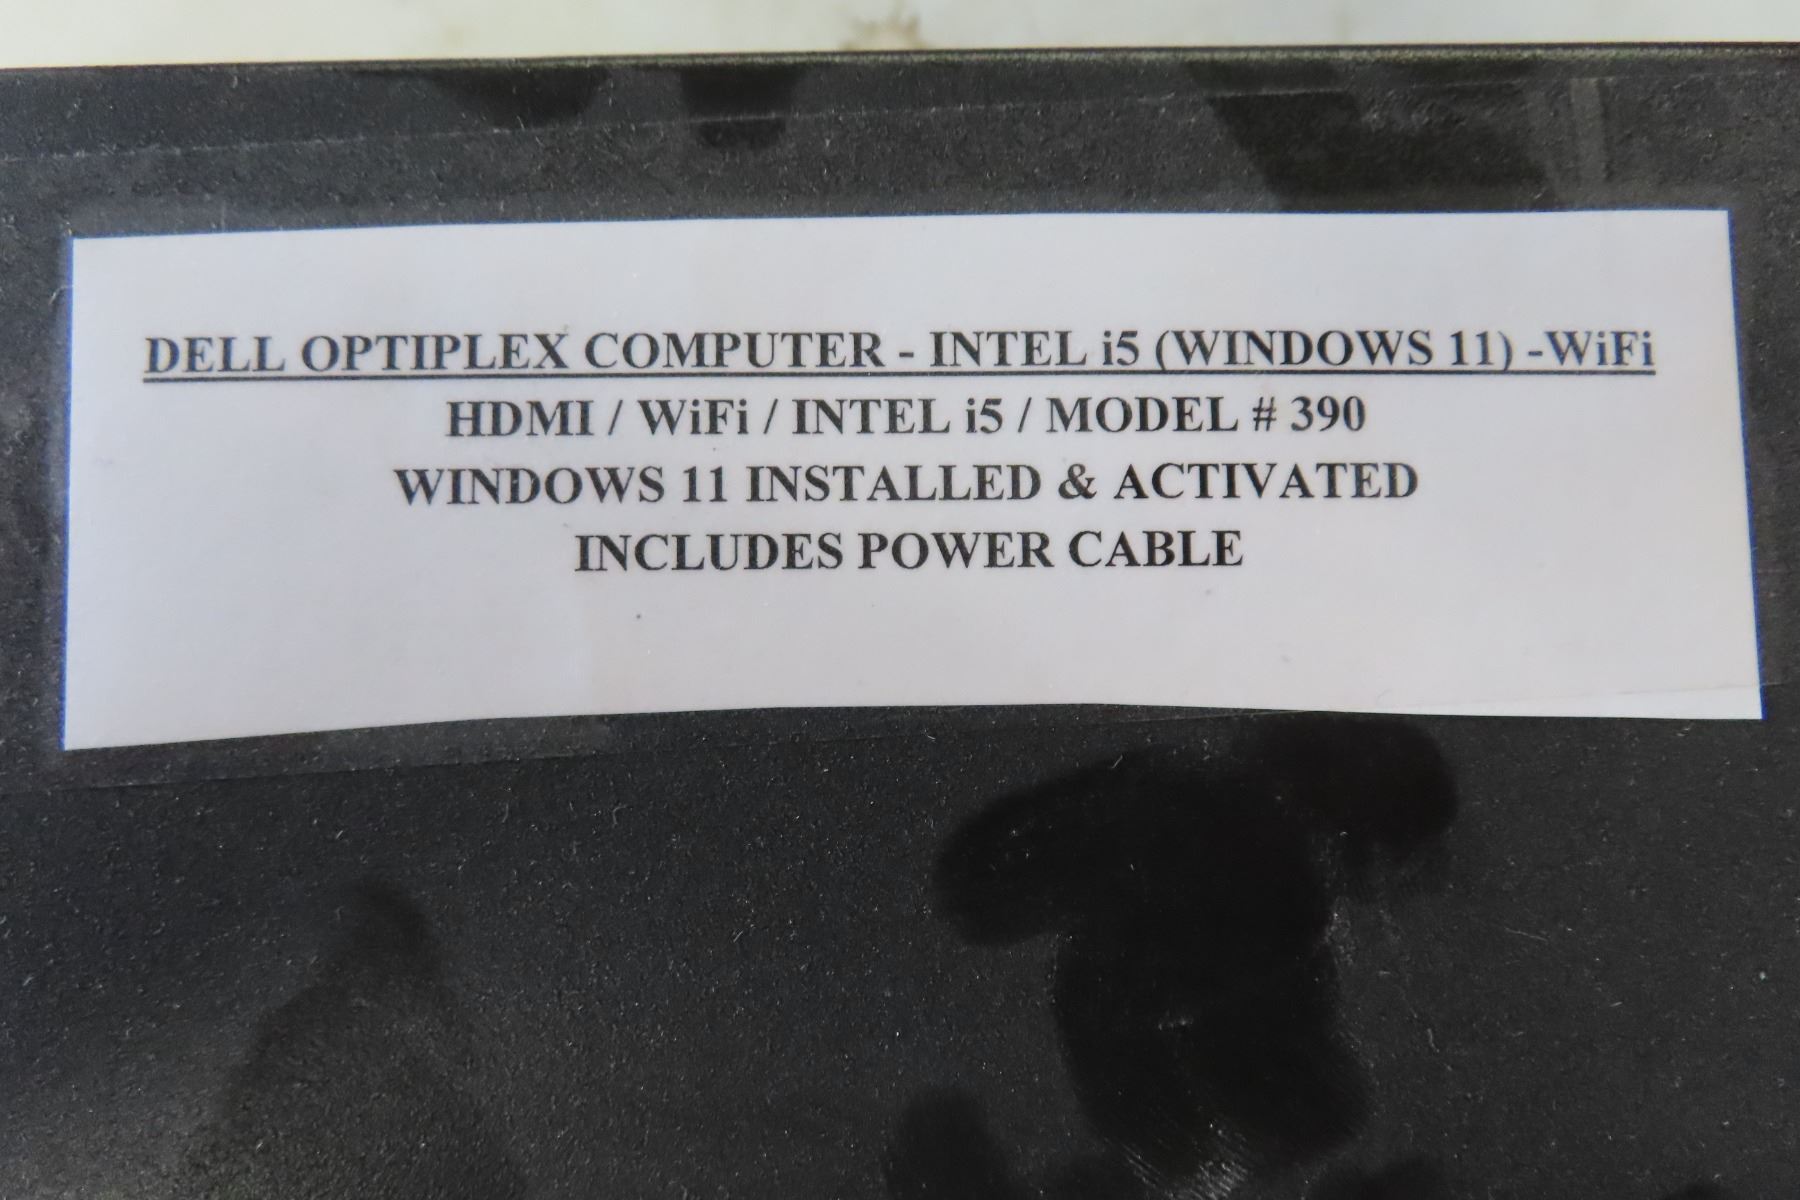 DELL OPTIPLEX COMPUTER - INTEL i5 (WINDOWS 11) -WiFi
HDMI / WiFi / INTEL i5 / MODEL # 390
WINDOWS 11 INSTALLED & ACTIVATED
INCLUDES POWER CABLE